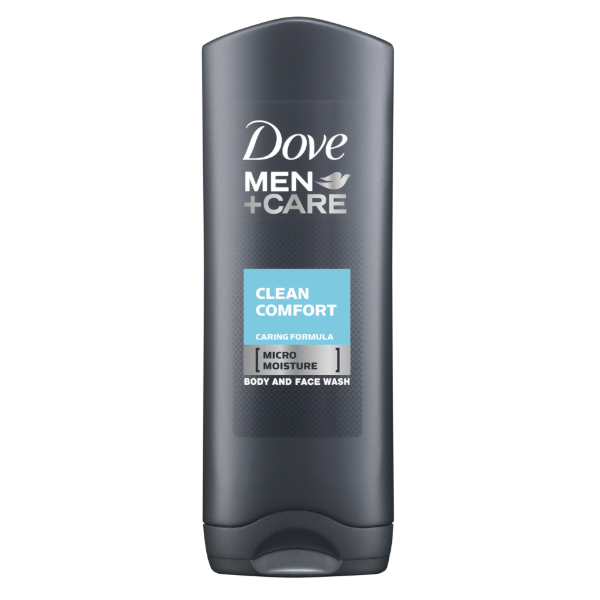 Dove
MEN
+CARE
CLEAN
COMFORT
CARING FORMULA
[MICRO
MOISTURE]
BODY AND FACE WASH